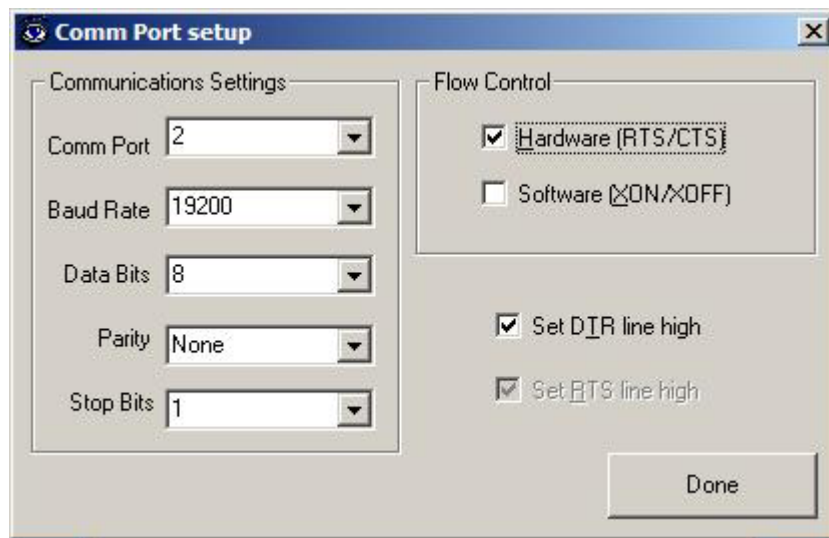 Comm Port setup
Communications Settings
Comm Port 2
Baud Rate 19200
Data Bits 8
Parity None
Stop Bits 1
Flow Control
Hardware (RTS/CTS)
Software (XON/XOFF)
Set DTR line high
Set RTS line high
Done